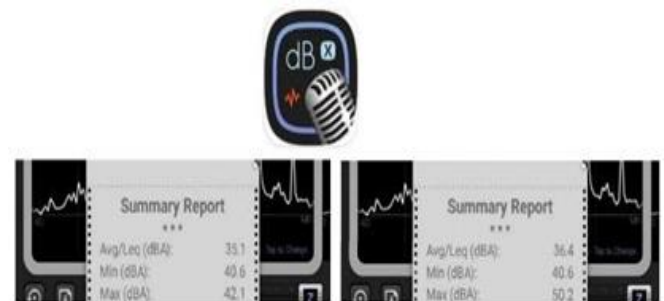 dB X
Summary Report
***
Avg/Leq (dBA): 35.1
Min (dBA): 40.6
Max (dBA): 42.1
Z
Summary Report
***
Avg/Leq (dBA): 36.4
Min (dBA): 40.6
Max (dBA): 50.2
Z